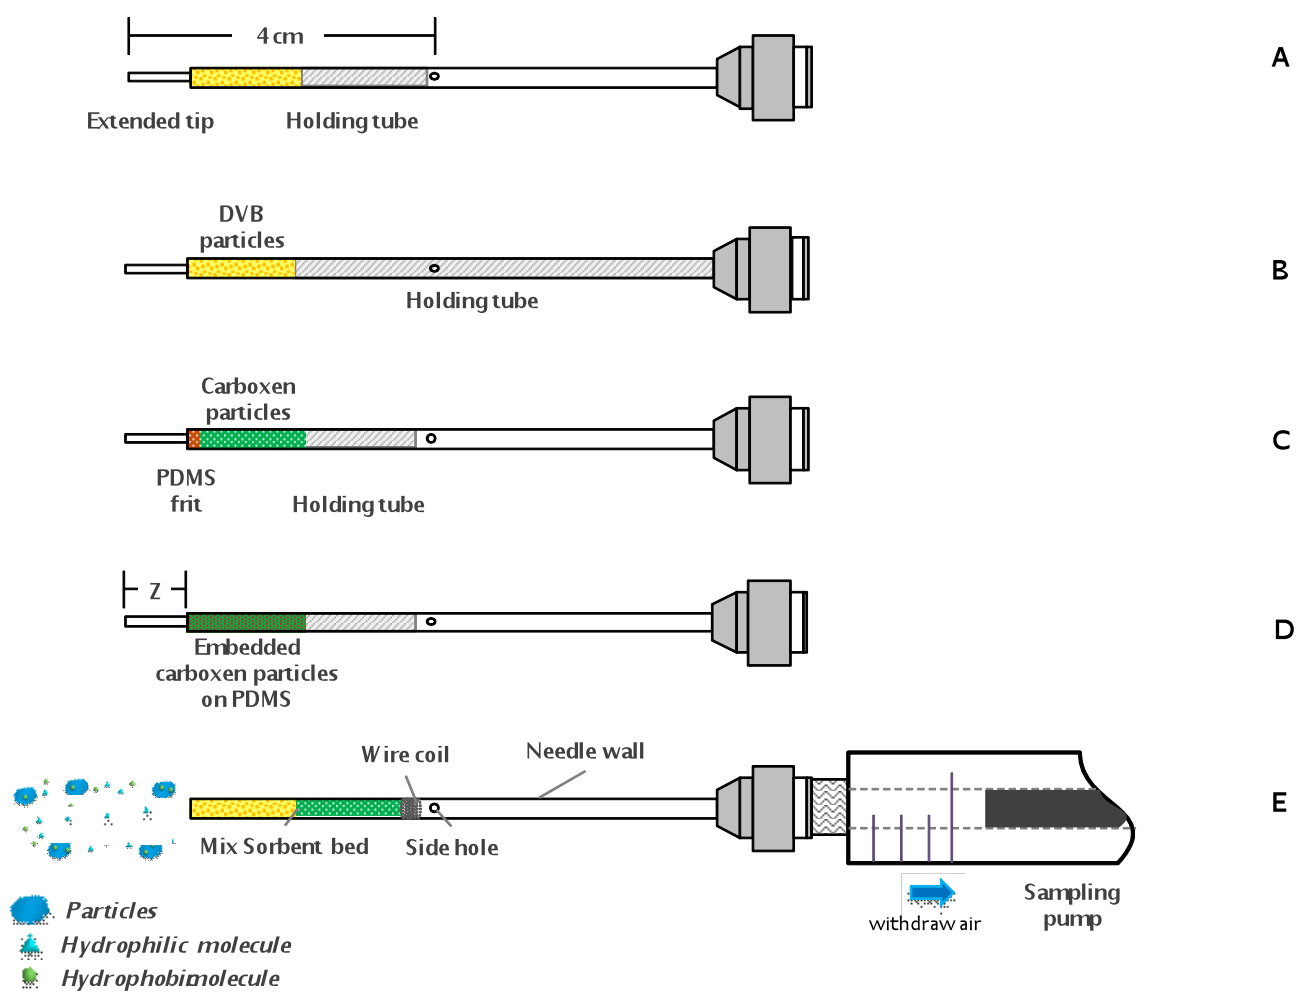 4 cm
A
Extended tip
Holding tube
DVB
particles
B
Holding tube
Carboxen
particles
C
PDMS
frit
Holding tube
Z
D
Embedded
carboxen particles
on PDMS
Wire coil
Needle wall
E
Mix Sorbent bed
Side hole
withdraw air
Sampling
pump
Particles
Hydrophilic molecule
Hydrophobimolecule